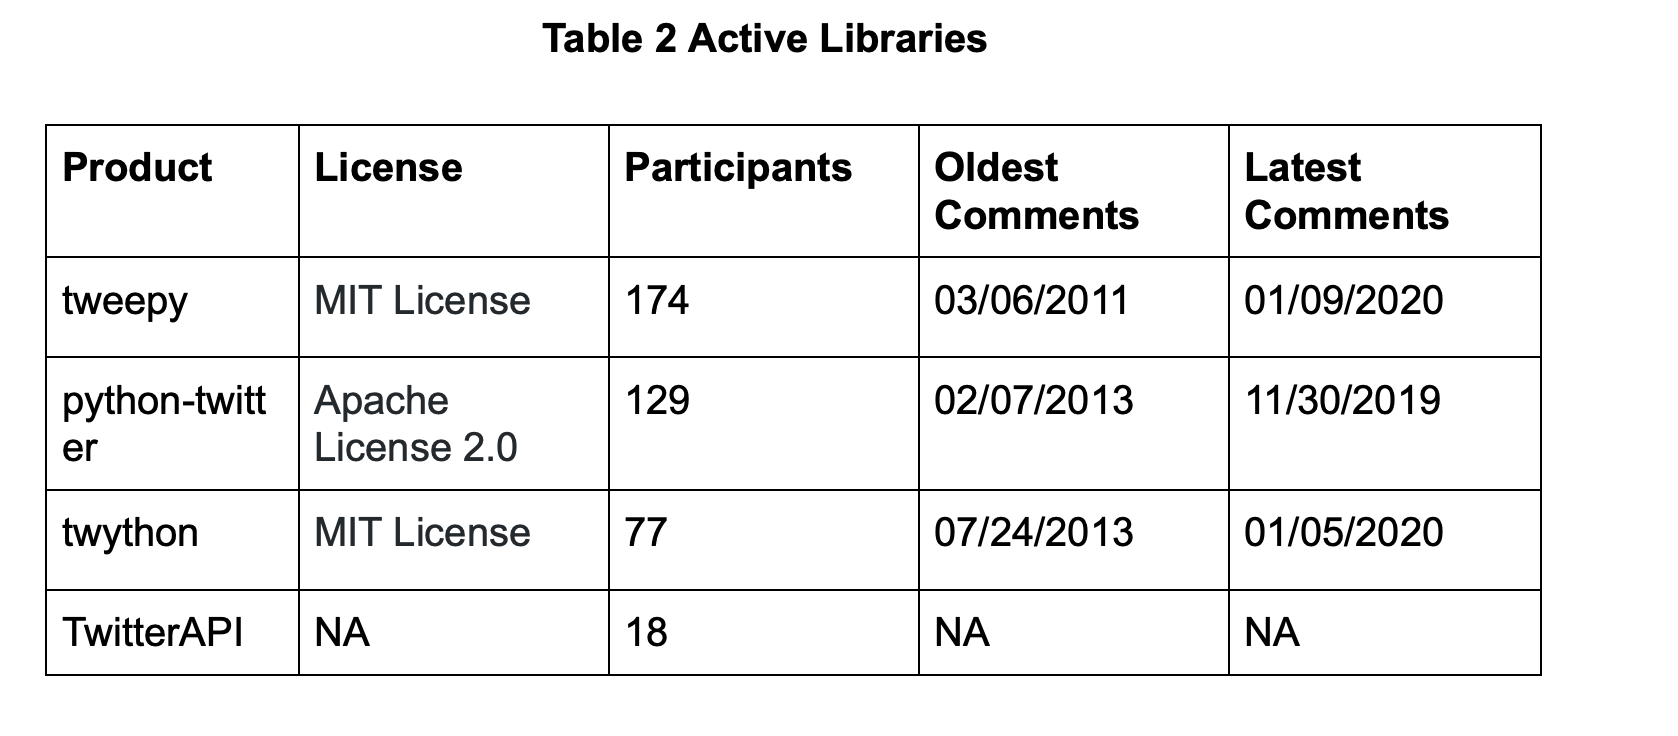 Table 2 Active Libraries
Product License Participants Oldest Comments Latest Comments
tweepy MIT License 174 03/06/2011 01/09/2020
python-twitt
er Apache
License 2.0 129 02/07/2013 11/30/2019
twython MIT License 77 07/24/2013 01/05/2020
TwitterAPI NA 18 NA NA